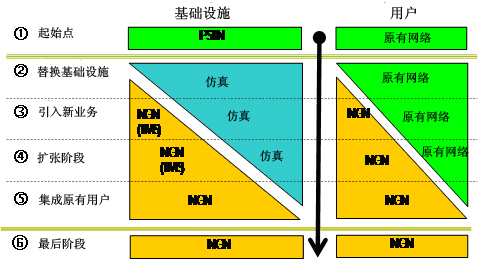 基础设施 用户
① 起始点 PSTN 原有网络
② 替换基础设施 仿真 原有网络
③ 引入新业务 NGN 仿真 NGN 原有网络
(IMS)
④ 扩张阶段 NGN 仿真 NGN 原有网络
(IMS)
⑤ 集成原有用户 NGN NGN
⑥ 最后阶段 NGN NGN